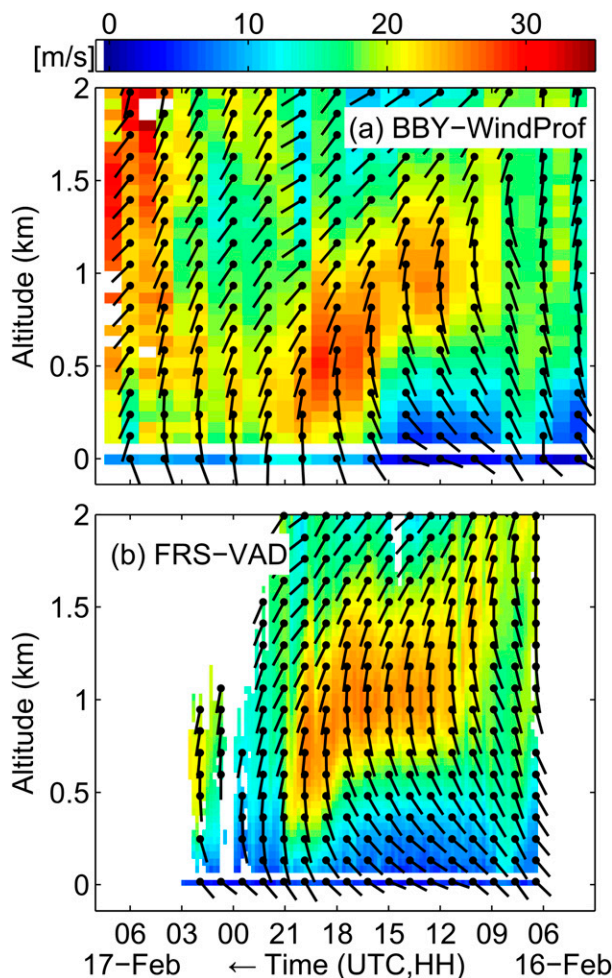 0 10 20 30
[m/s]
2
(a) BBY−WindProf
1.5
Altitude (km)
1
0.5
0
2
(b) FRS−VAD
1.5
Altitude (km)
1
0.5
0
06 03 00 21 18 15 12 09 06
17−Feb ← Time (UTC,HH) 16−Feb